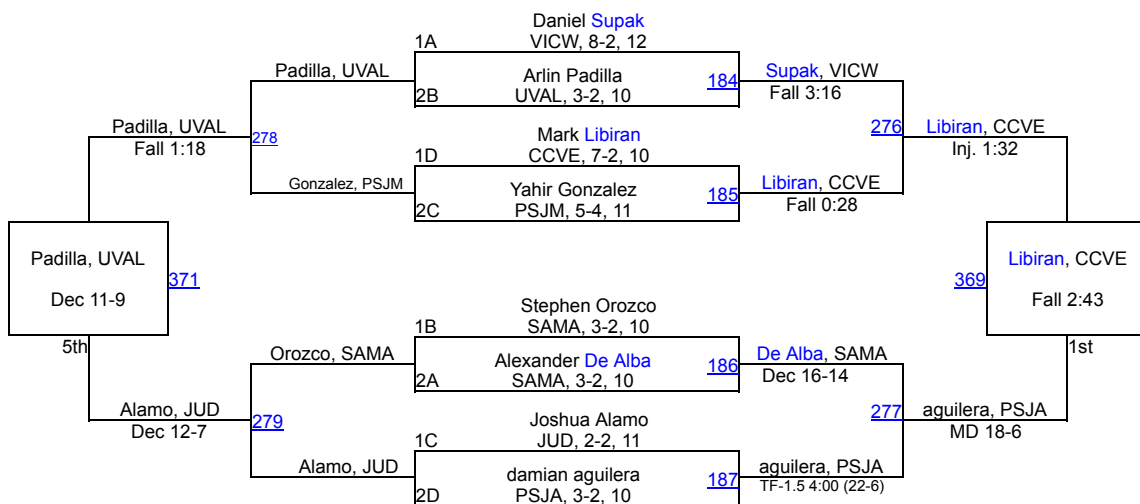 Daniel Supak
1A
VICW, 8-2, 12
Padilla, UVAL
Arlin Padilla
184
Supak, VICW
2B
UVAL, 3-2, 10
Fall 3:16
Padilla, UVAL
278
Mark Libiran
276
Libiran, CCVE
Fall 1:18
1D
CCVE, 7-2, 10
Inj. 1:32
Gonzalez, PSJM
Yahir Gonzalez
185
Libiran, CCVE
2C
PSJM, 5-4, 11
Fall 0:28
Padilla, UVAL
371
Dec 11-9
5th
369
Libiran, CCVE
Fall 2:43
1st
Stephen Orozco
1B
SAMA, 3-2, 10
Orozco, SAMA
Alexander De Alba
186
De Alba, SAMA
2A
SAMA, 3-2, 10
Dec 16-14
Alamo, JUD
279
Joshua Alamo
277
aguilera, PSJA
Dec 12-7
1C
JUD, 2-2, 11
MD 18-6
Alamo, JUD
damian aguilera
187
aguilera, PSJA
2D
PSJA, 3-2, 10
TF-1.5 4:00 (22-6)